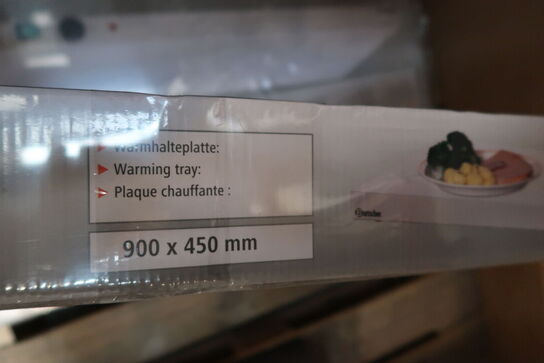 Warmhalteplatte:
Warming tray:
Plaque chauffante :
900 x 450 mm